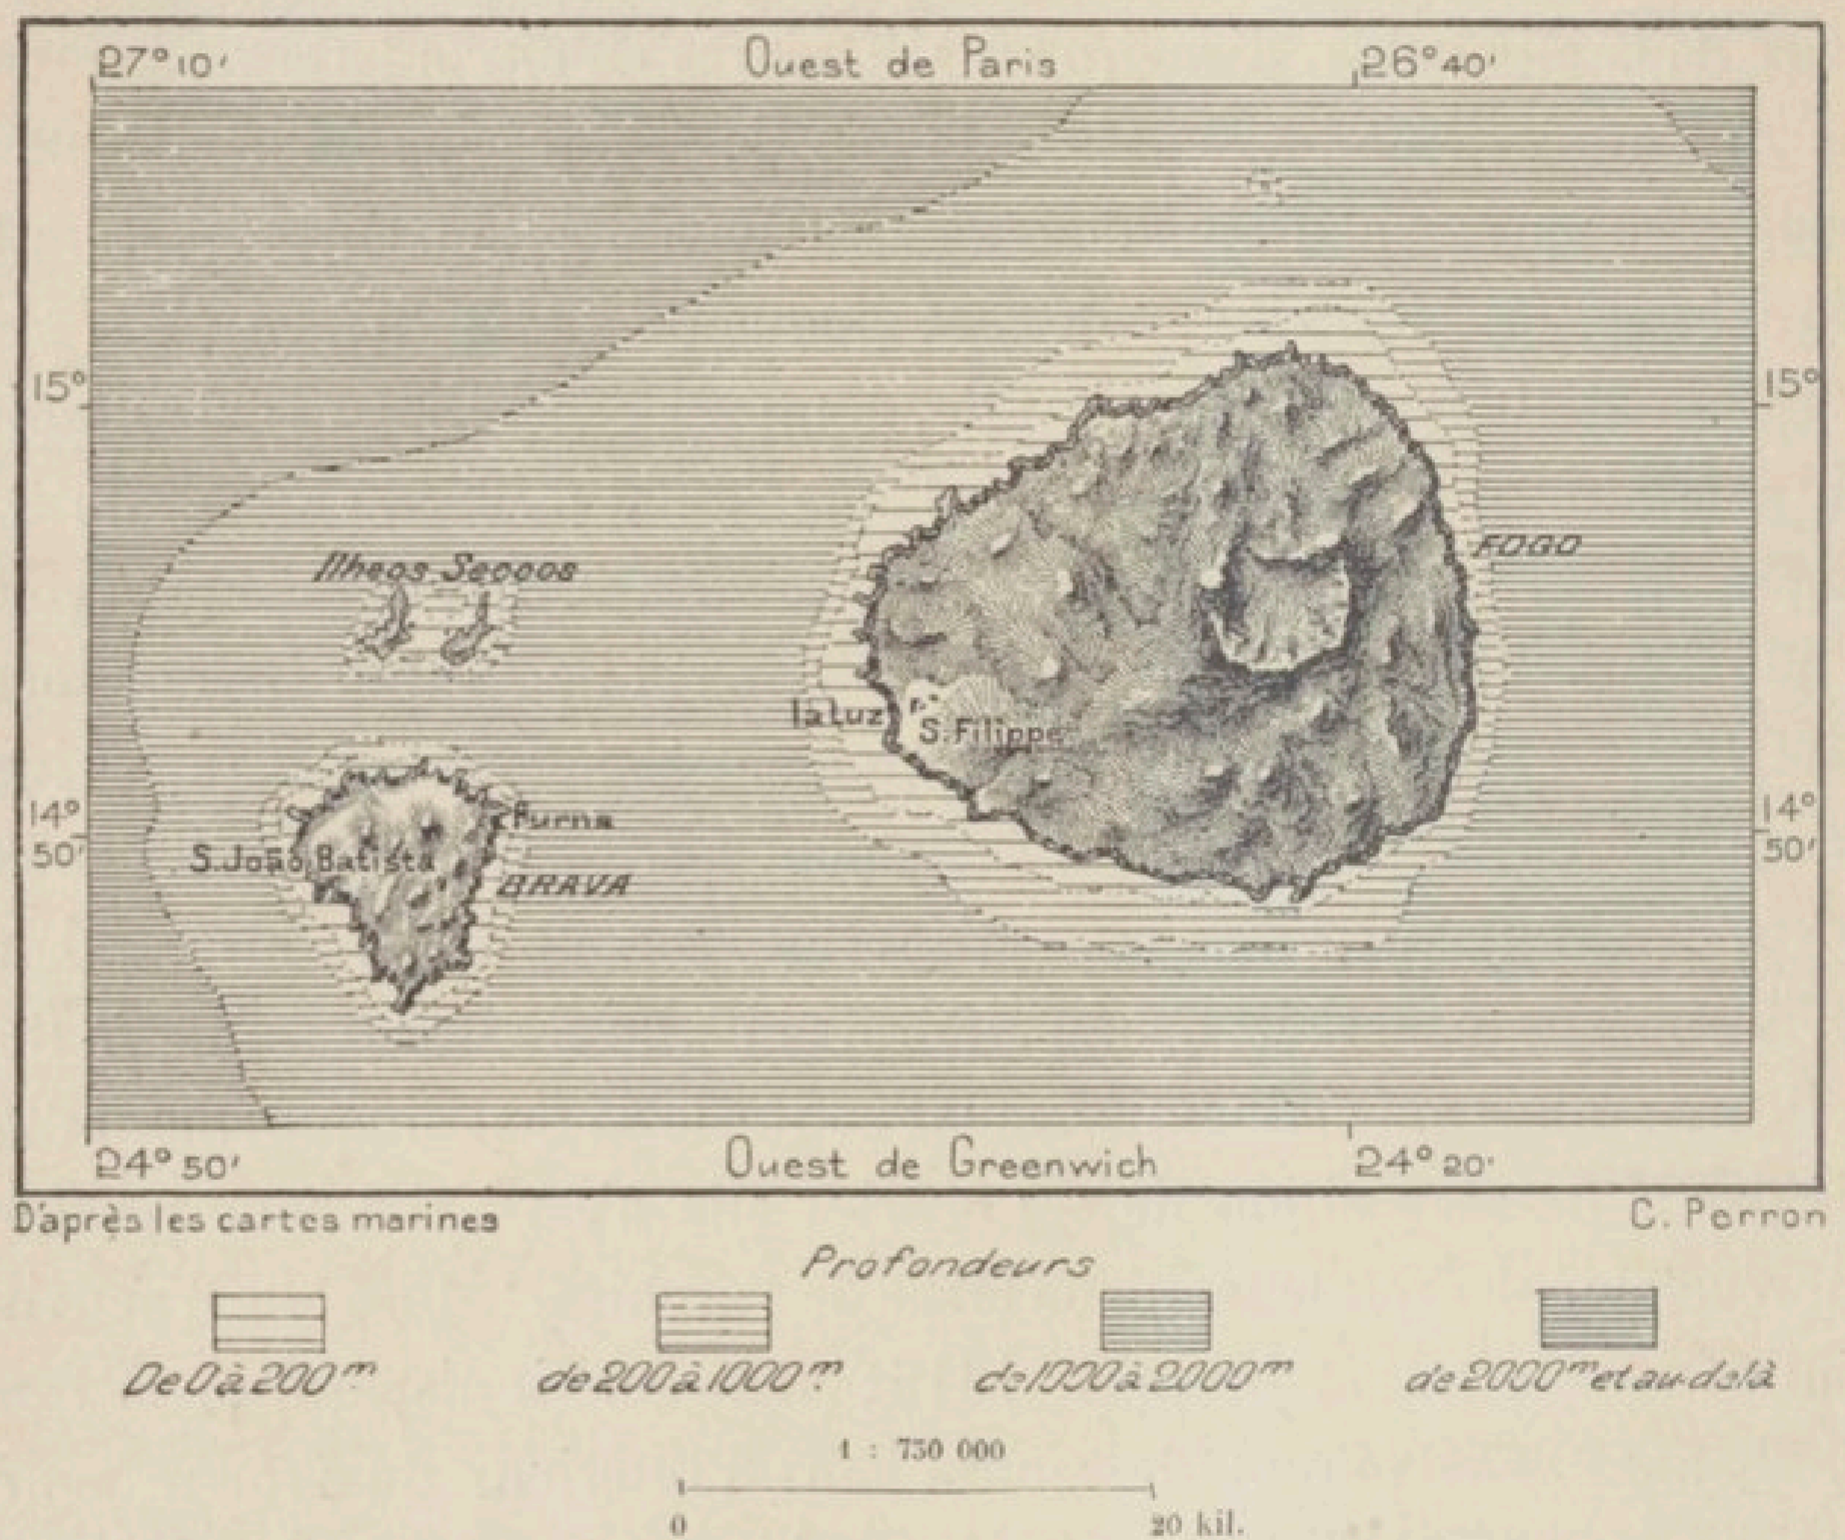 27° 10'
Ouest de Paris
26° 40'
15°
15°
Ilheos Seccos
FOGO
la Luz
S. Filippe
14°
50'
14°
50'
Furna
S. João Batista
BRAVA
24° 50'
Ouest de Greenwich
24° 20'
D'après les cartes marines
C. Perron
Profondeurs
De 0 à 200m
de 200 à 1000m
de 1000 à 2000m
de 2000m et au-delà
1 : 750 000
0
20 kil.